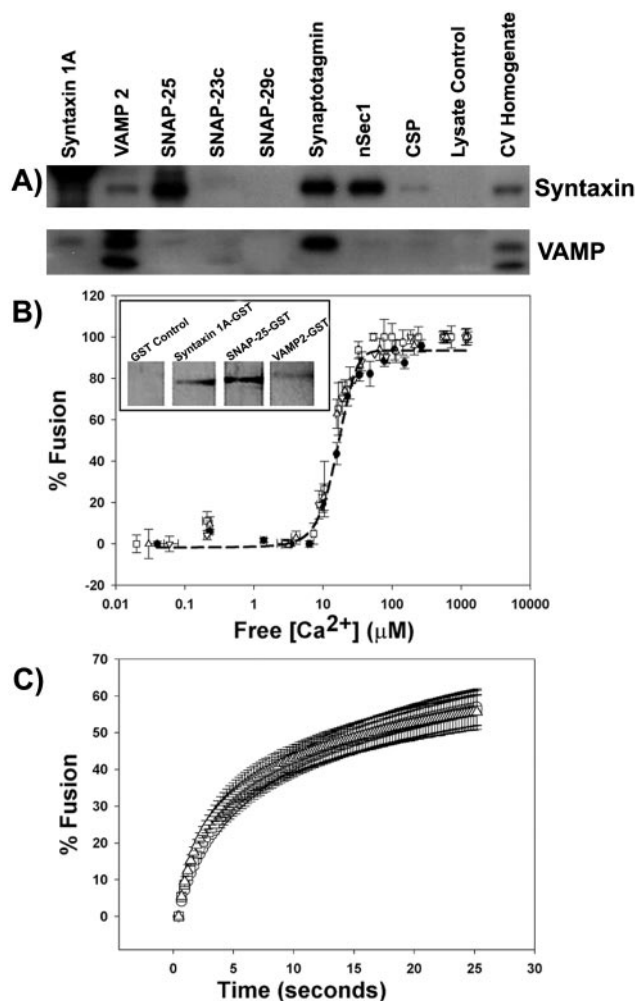 Syntaxin 1A
VAMP 2
SNAP-25
SNAP-23c
SNAP-29c
Synaptotagmin
nSec1
CSP
Lysate Control
CV Homogenate
A)
Syntaxin
VAMP
B)
120
100
80
60
40
20
0
-20
% Fusion
GST Control
Syntaxin 1A-GST
SNAP-25-GST
VAMP2-GST
0.01
0.1
1
10
100
1000
10000
Free [Ca2+] (μM)
C)
70
60
50
40
30
20
10
0
% Fusion
0
5
10
15
20
25
30
Time (seconds)